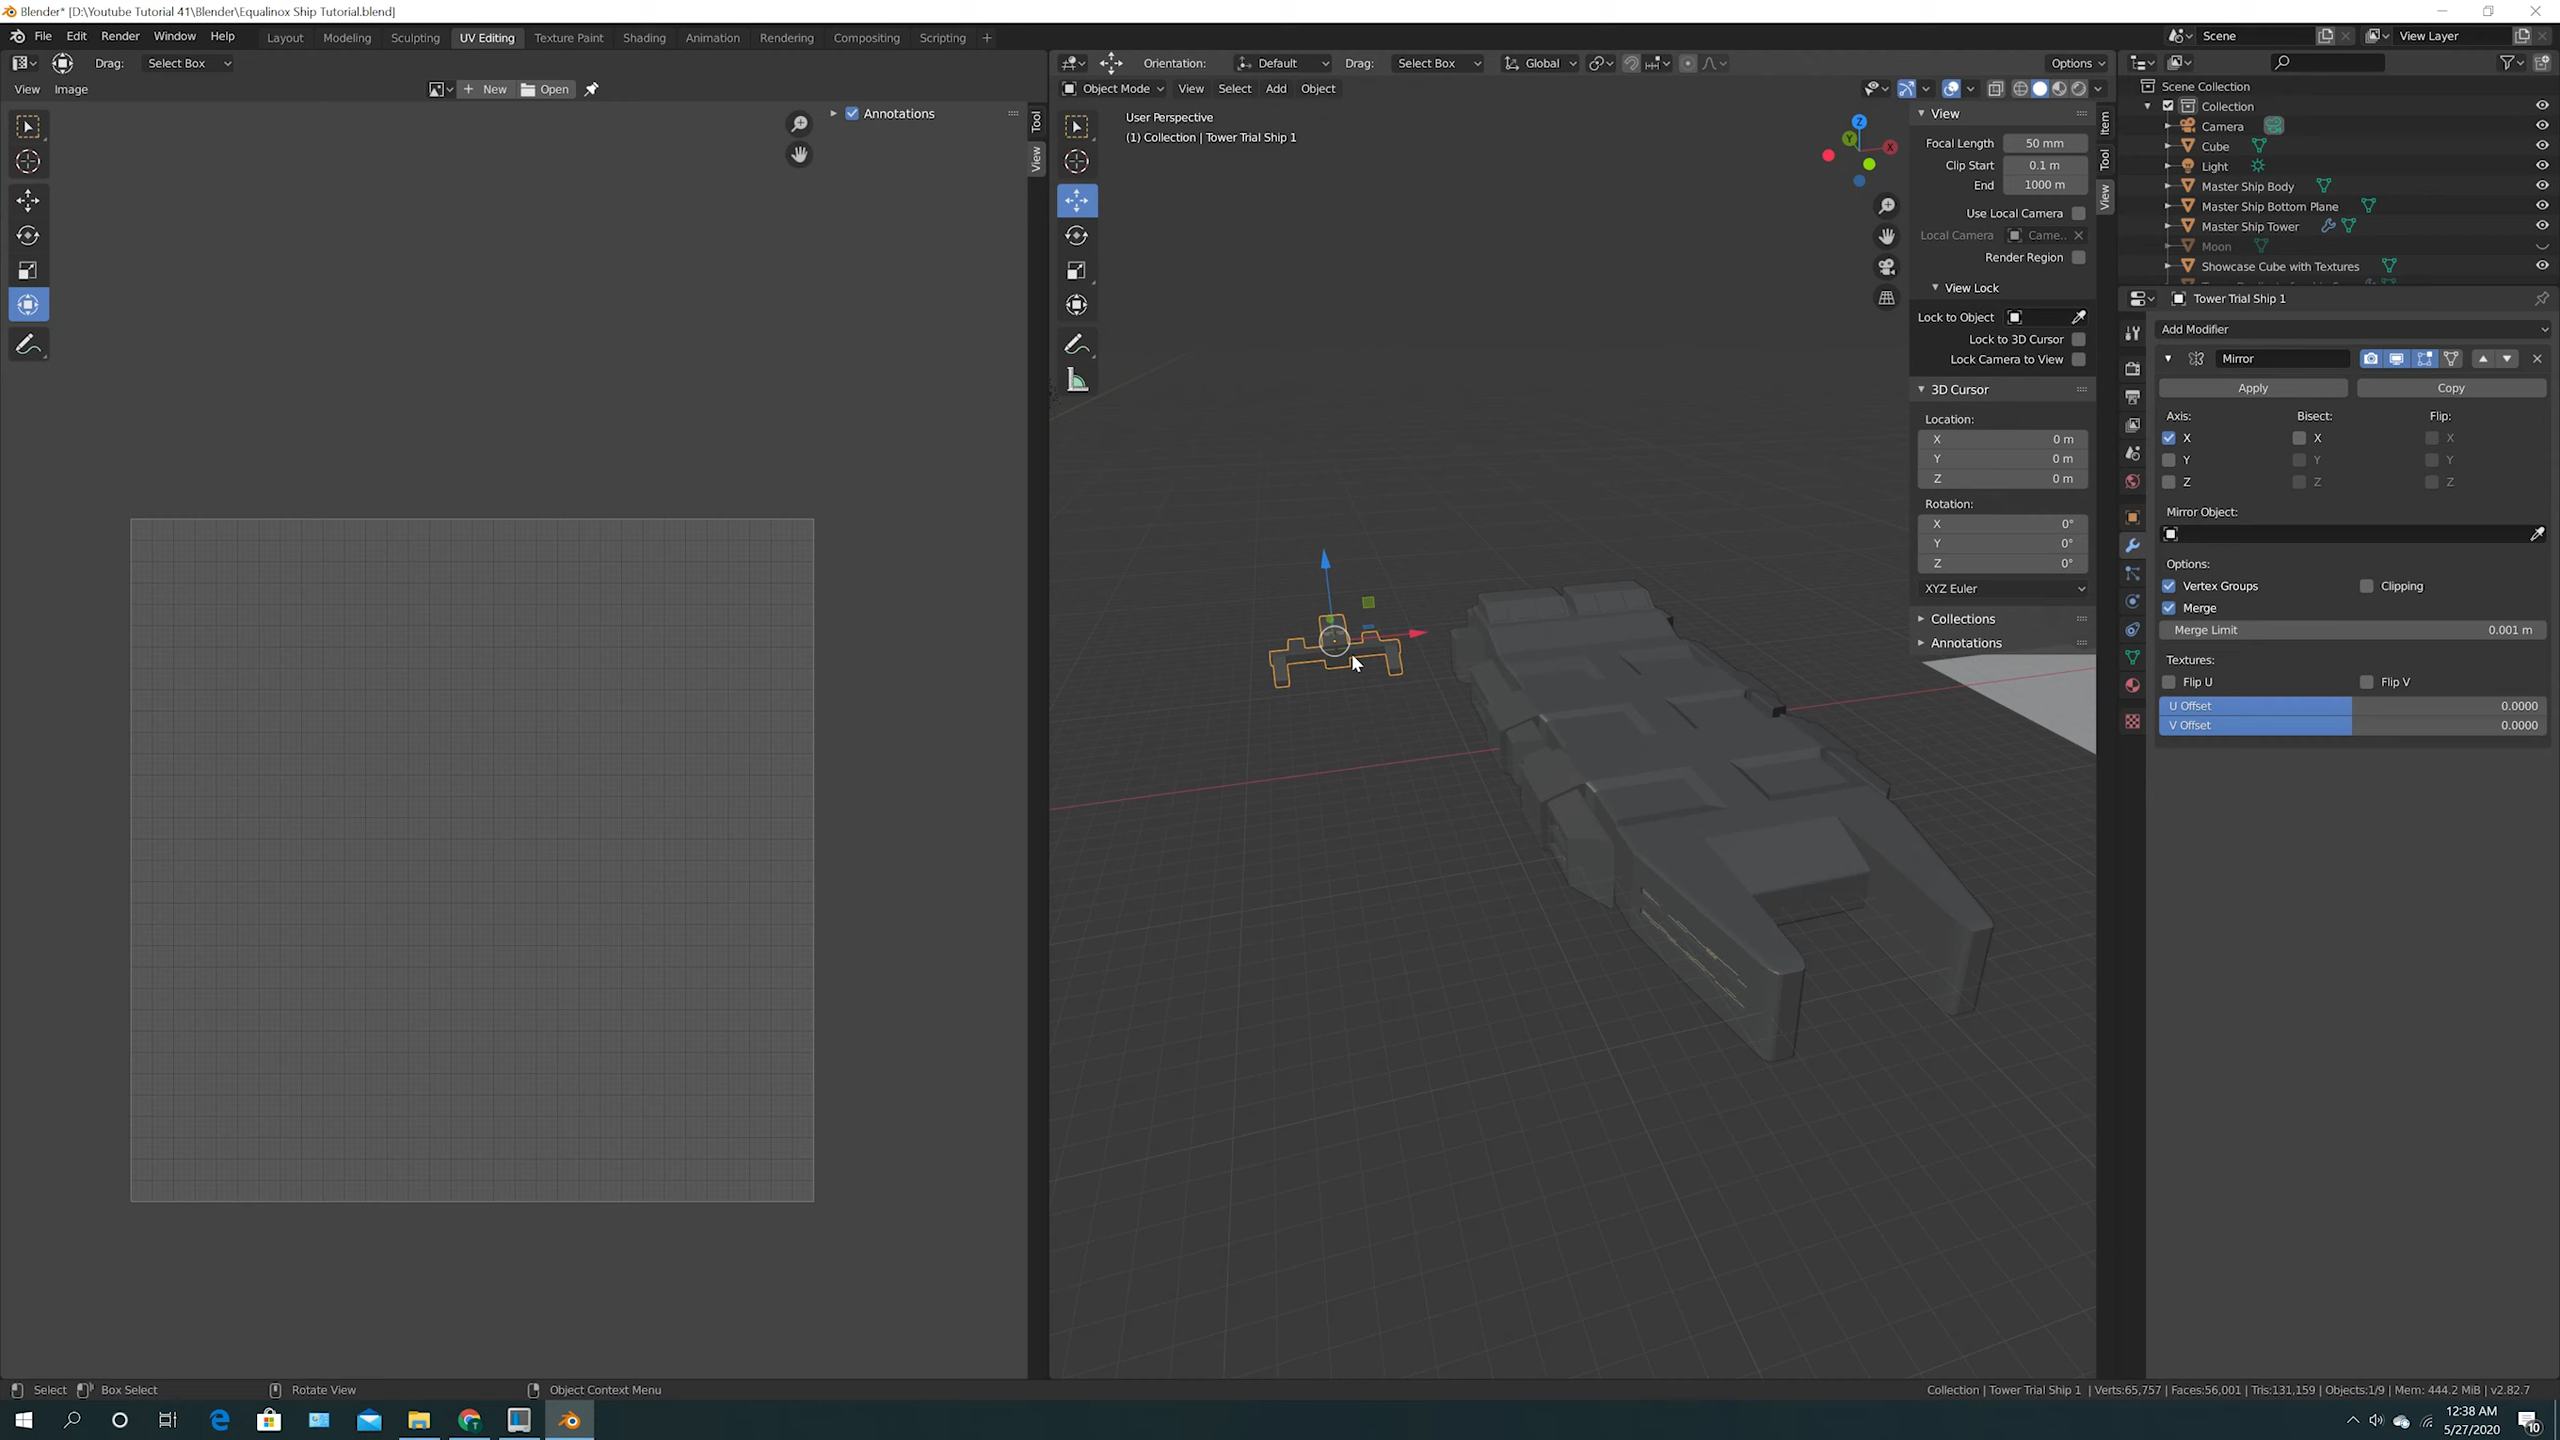 Blender* [D:\Youtube Tutorial 41\Blender\Equalinox Ship Tutorial.blend]
File Edit Render Window Help Layout Modeling Sculpting UV Editing Texture Paint Shading Animation Rendering Compositing Scripting + Scene View Layer
Drag: Select Box Orientation: Default Drag: Select Box Global Options
View Image New Open Object Mode View Select Add Object
Scene Collection
Collection
Camera
Cube
Light
Master Ship Body
Master Ship Bottom Plane
Master Ship Tower
Moon
Showcase Cube with Textures
Annotations
Tool
View
User Perspective
(1) Collection | Tower Trial Ship 1
Z
Y
X
View
Focal Length 50 mm
Clip Start 0.1 m
End 1000 m
Use Local Camera
Local Camera Came..
Render Region
View Lock
Lock to Object
Lock to 3D Cursor
Lock Camera to View
3D Cursor
Location:
X 0 m
Y 0 m
Z 0 m
Rotation:
X 0°
Y 0°
Z 0°
XYZ Euler
Collections
Annotations
Item
Tool
View
Tower Trial Ship 1
Add Modifier
Mirror
Apply Copy
Axis: Bisect: Flip:
X X X
Y Y Y
Z Z Z
Mirror Object:
Options:
Vertex Groups Clipping
Merge
Merge Limit 0.001 m
Textures:
Flip U Flip V
U Offset 0.0000
V Offset 0.0000
Select Box Select Rotate View Object Context Menu Collection | Tower Trial Ship 1 | Verts:65,757 | Faces:56,001 | Tris:131,159 | Objects:1/9 | Mem: 444.2 MiB | v2.82.7
12:38 AM
5/27/2020
10